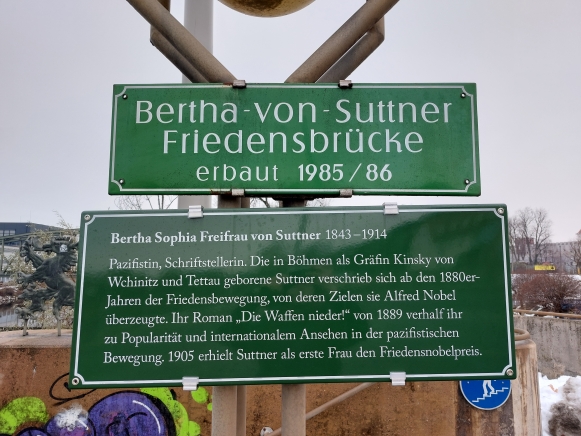 Bertha-von-Suttner
Friedensbrücke
erbaut 1985/86
Bertha Sophia Freifrau von Suttner 1843–1914
Pazifistin, Schriftstellerin. Die in Böhmen als Gräfin Kinsky von
Wchinitz und Tettau geborene Suttner verschrieb sich ab den 1880er-
Jahren der Friedensbewegung, von deren Zielen sie Alfred Nobel
überzeugte. Ihr Roman „Die Waffen nieder!“ von 1889 verhalf ihr
zu Popularität und internationalem Ansehen in der pazifistischen
Bewegung. 1905 erhielt Suttner als erste Frau den Friedensnobelpreis.